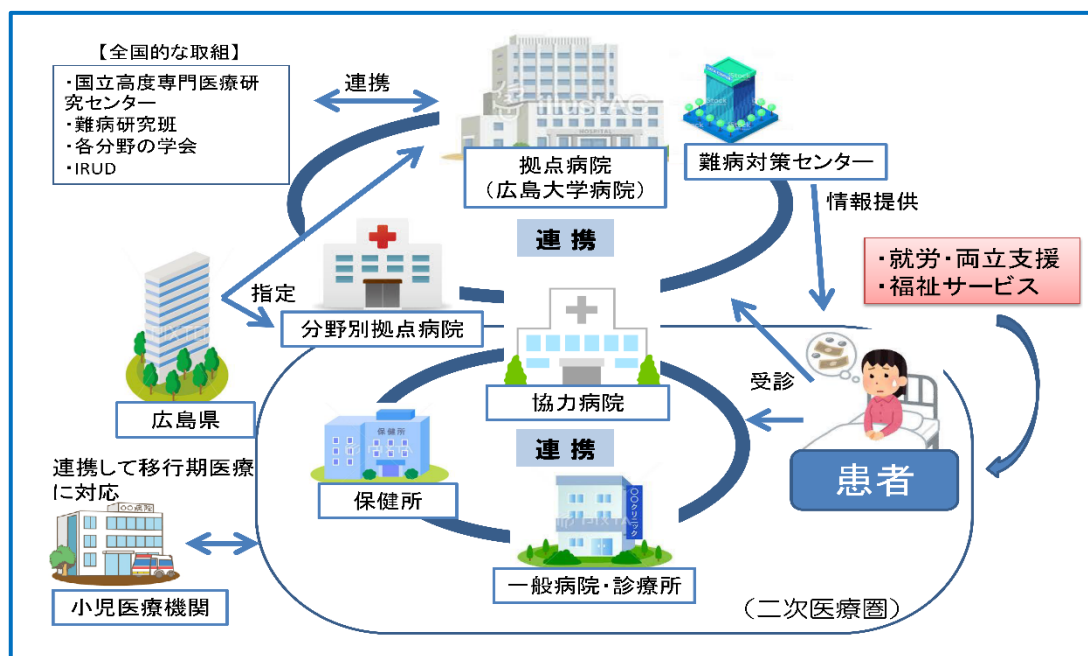 【全国的な取組】
・国立高度専門医療研
究センター
・難病研究班
・各分野の学会
・IRUD
連携
illustAC
HOSPITAL
拠点病院
（広島大学病院）
iStock
難病対策センター
情報提供
連 携
・就労・両立支援
・福祉サービス
指定
分野別拠点病院
広島県
受診
協力病院
保健所
連 携
保健所
患者
〇〇クリニック
連携して移行期医療
に対応
〇〇病院
一般病院・診療所
小児医療機関
（二次医療圏）